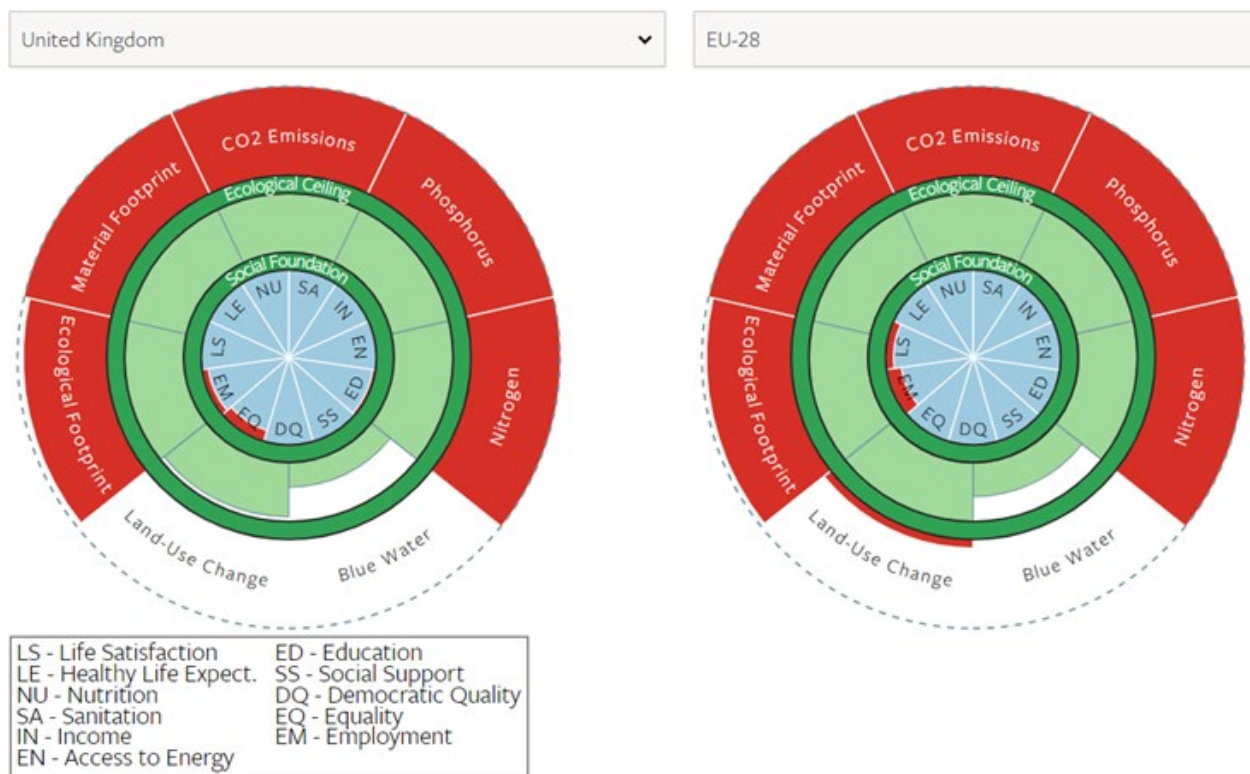 United Kingdom
EU-28
CO2 Emissions
Phosphorus
Nitrogen
Blue Water
Land-Use Change
Ecological Footprint
Material Footprint
Ecological Ceiling
Social Foundation
LE
NU
SA
IN
EN
ED
SS
DQ
EQ
EM
LS
CO2 Emissions
Phosphorus
Nitrogen
Blue Water
Land-Use Change
Ecological Footprint
Material Footprint
Ecological Ceiling
Social Foundation
LE
NU
SA
IN
EN
ED
SS
DQ
EQ
EM
LS
LS - Life Satisfaction
LE - Healthy Life Expect.
NU - Nutrition
SA - Sanitation
IN - Income
EN - Access to Energy
ED - Education
SS - Social Support
DQ - Democratic Quality
EQ - Equality
EM - Employment